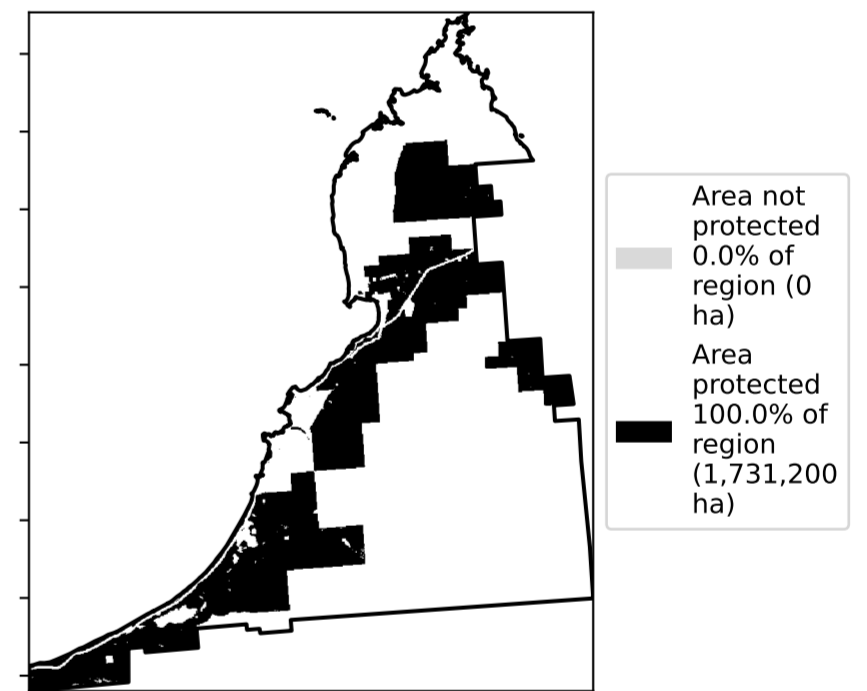 Area not
protected
0.0% of
region (0
ha)
Area
protected
100.0% of
region
(1,731,200
ha)